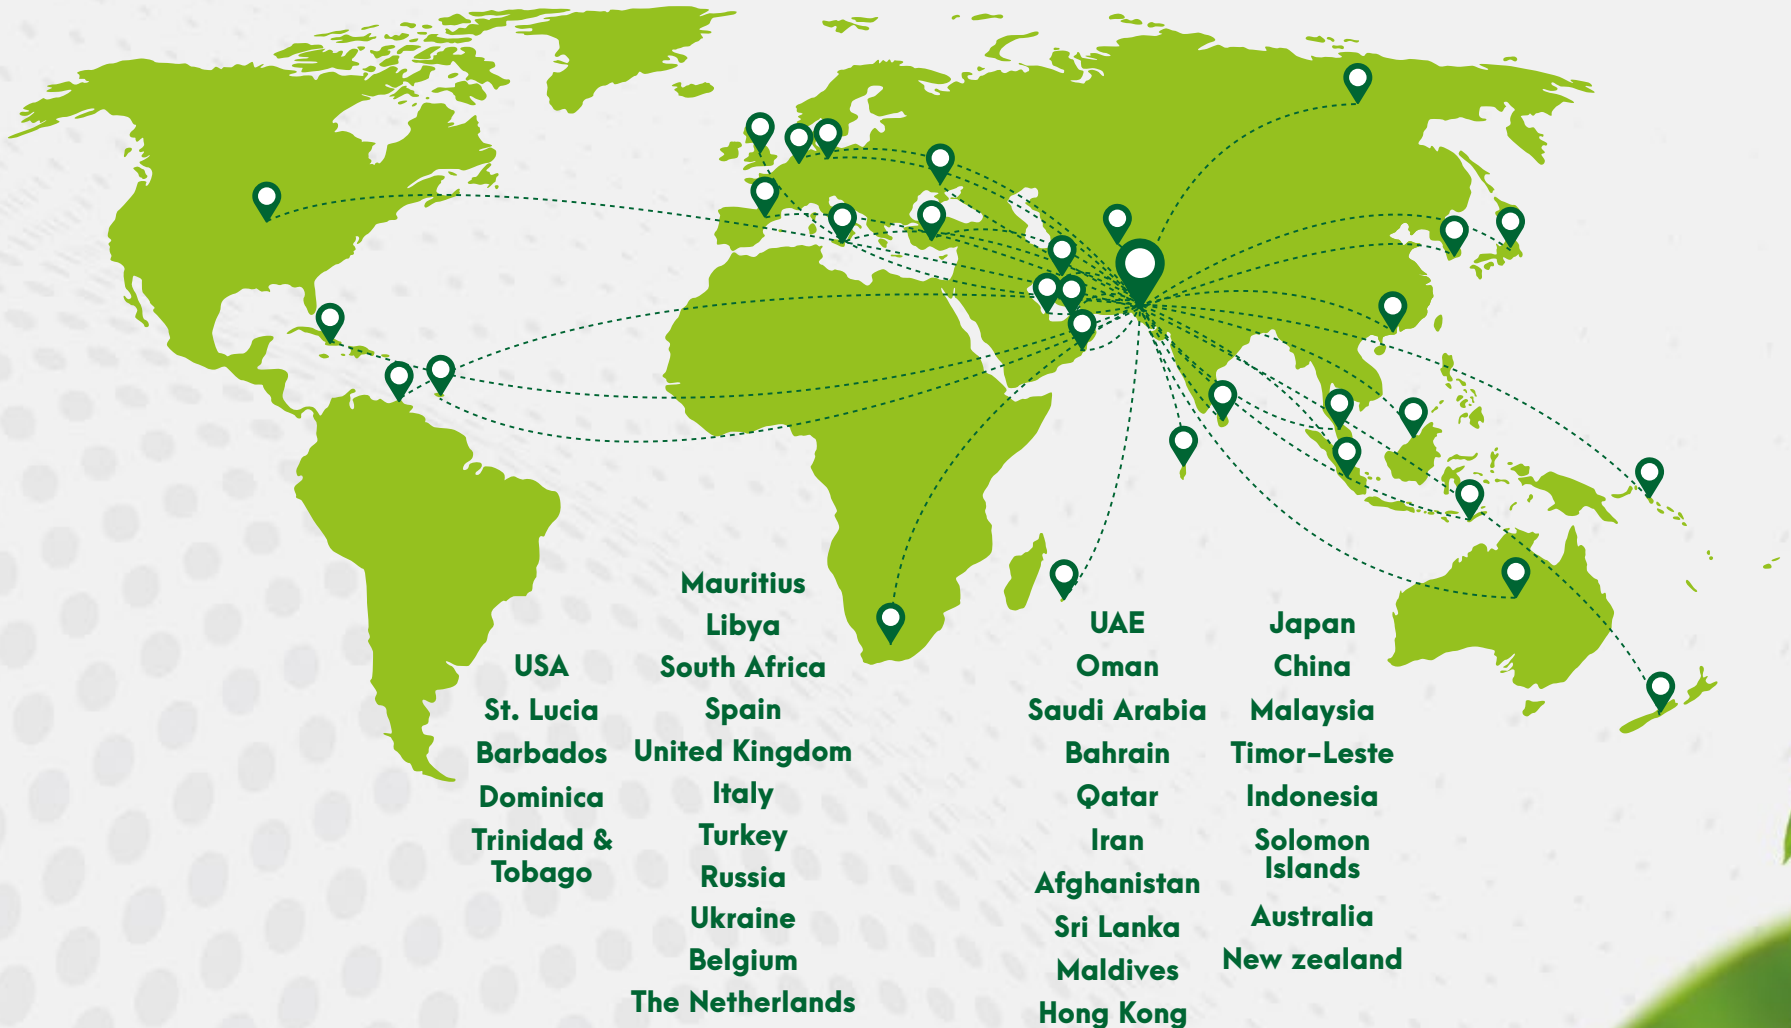 USA
St. Lucia
Barbados
Dominica
Trinidad &
Tobago
Mauritius
Libya
South Africa
Spain
United Kingdom
Italy
Turkey
Russia
Ukraine
Belgium
The Netherlands
UAE
Oman
Saudi Arabia
Bahrain
Qatar
Iran
Afghanistan
Sri Lanka
Maldives
Hong Kong
Japan
China
Malaysia
Timor-Leste
Indonesia
Solomon
Islands
Australia
New zealand